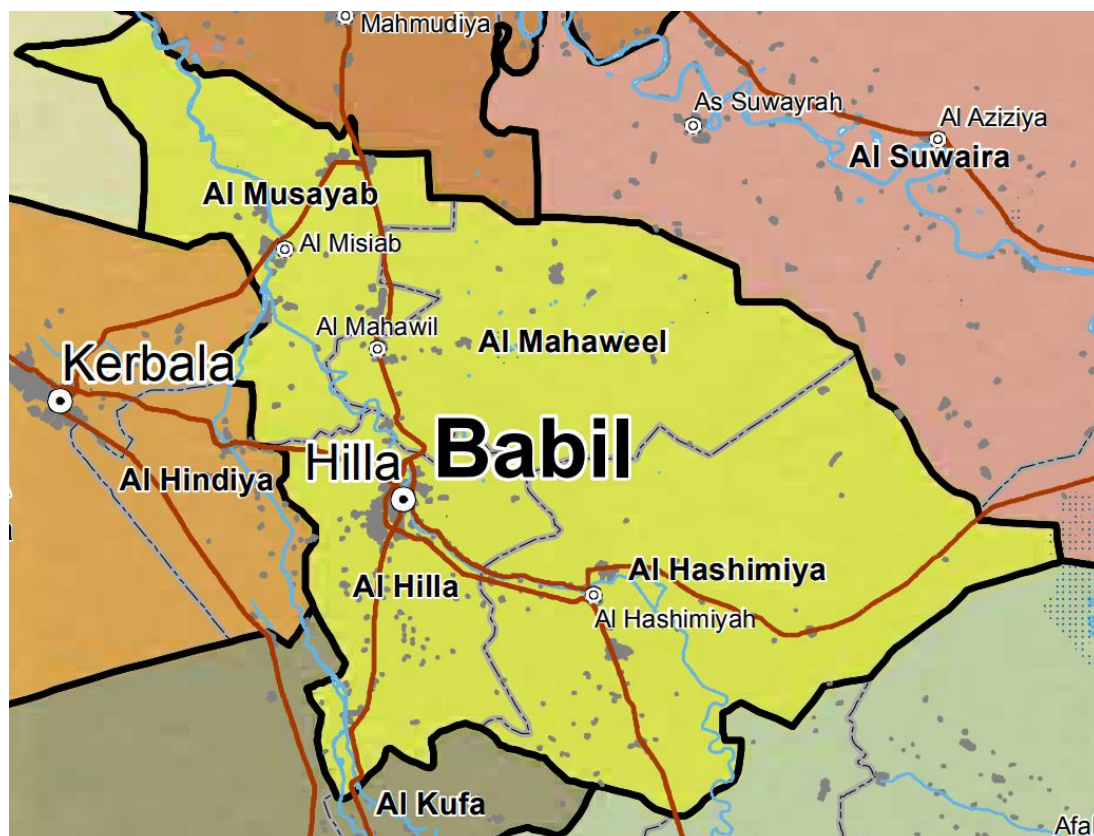 Mahmudiya
As Suwayrah
Al Aziziya
Al Suwaira
Al Musayab
Al Misiab
Al Mahawil
Al Mahaweel
Kerbala
Babil
Hilla
Al Hindiya
Al Hilla
Al Hashimiya
Al Hashimiyah
Al Kufa
Afa